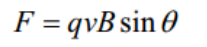 F = qvB sin θ